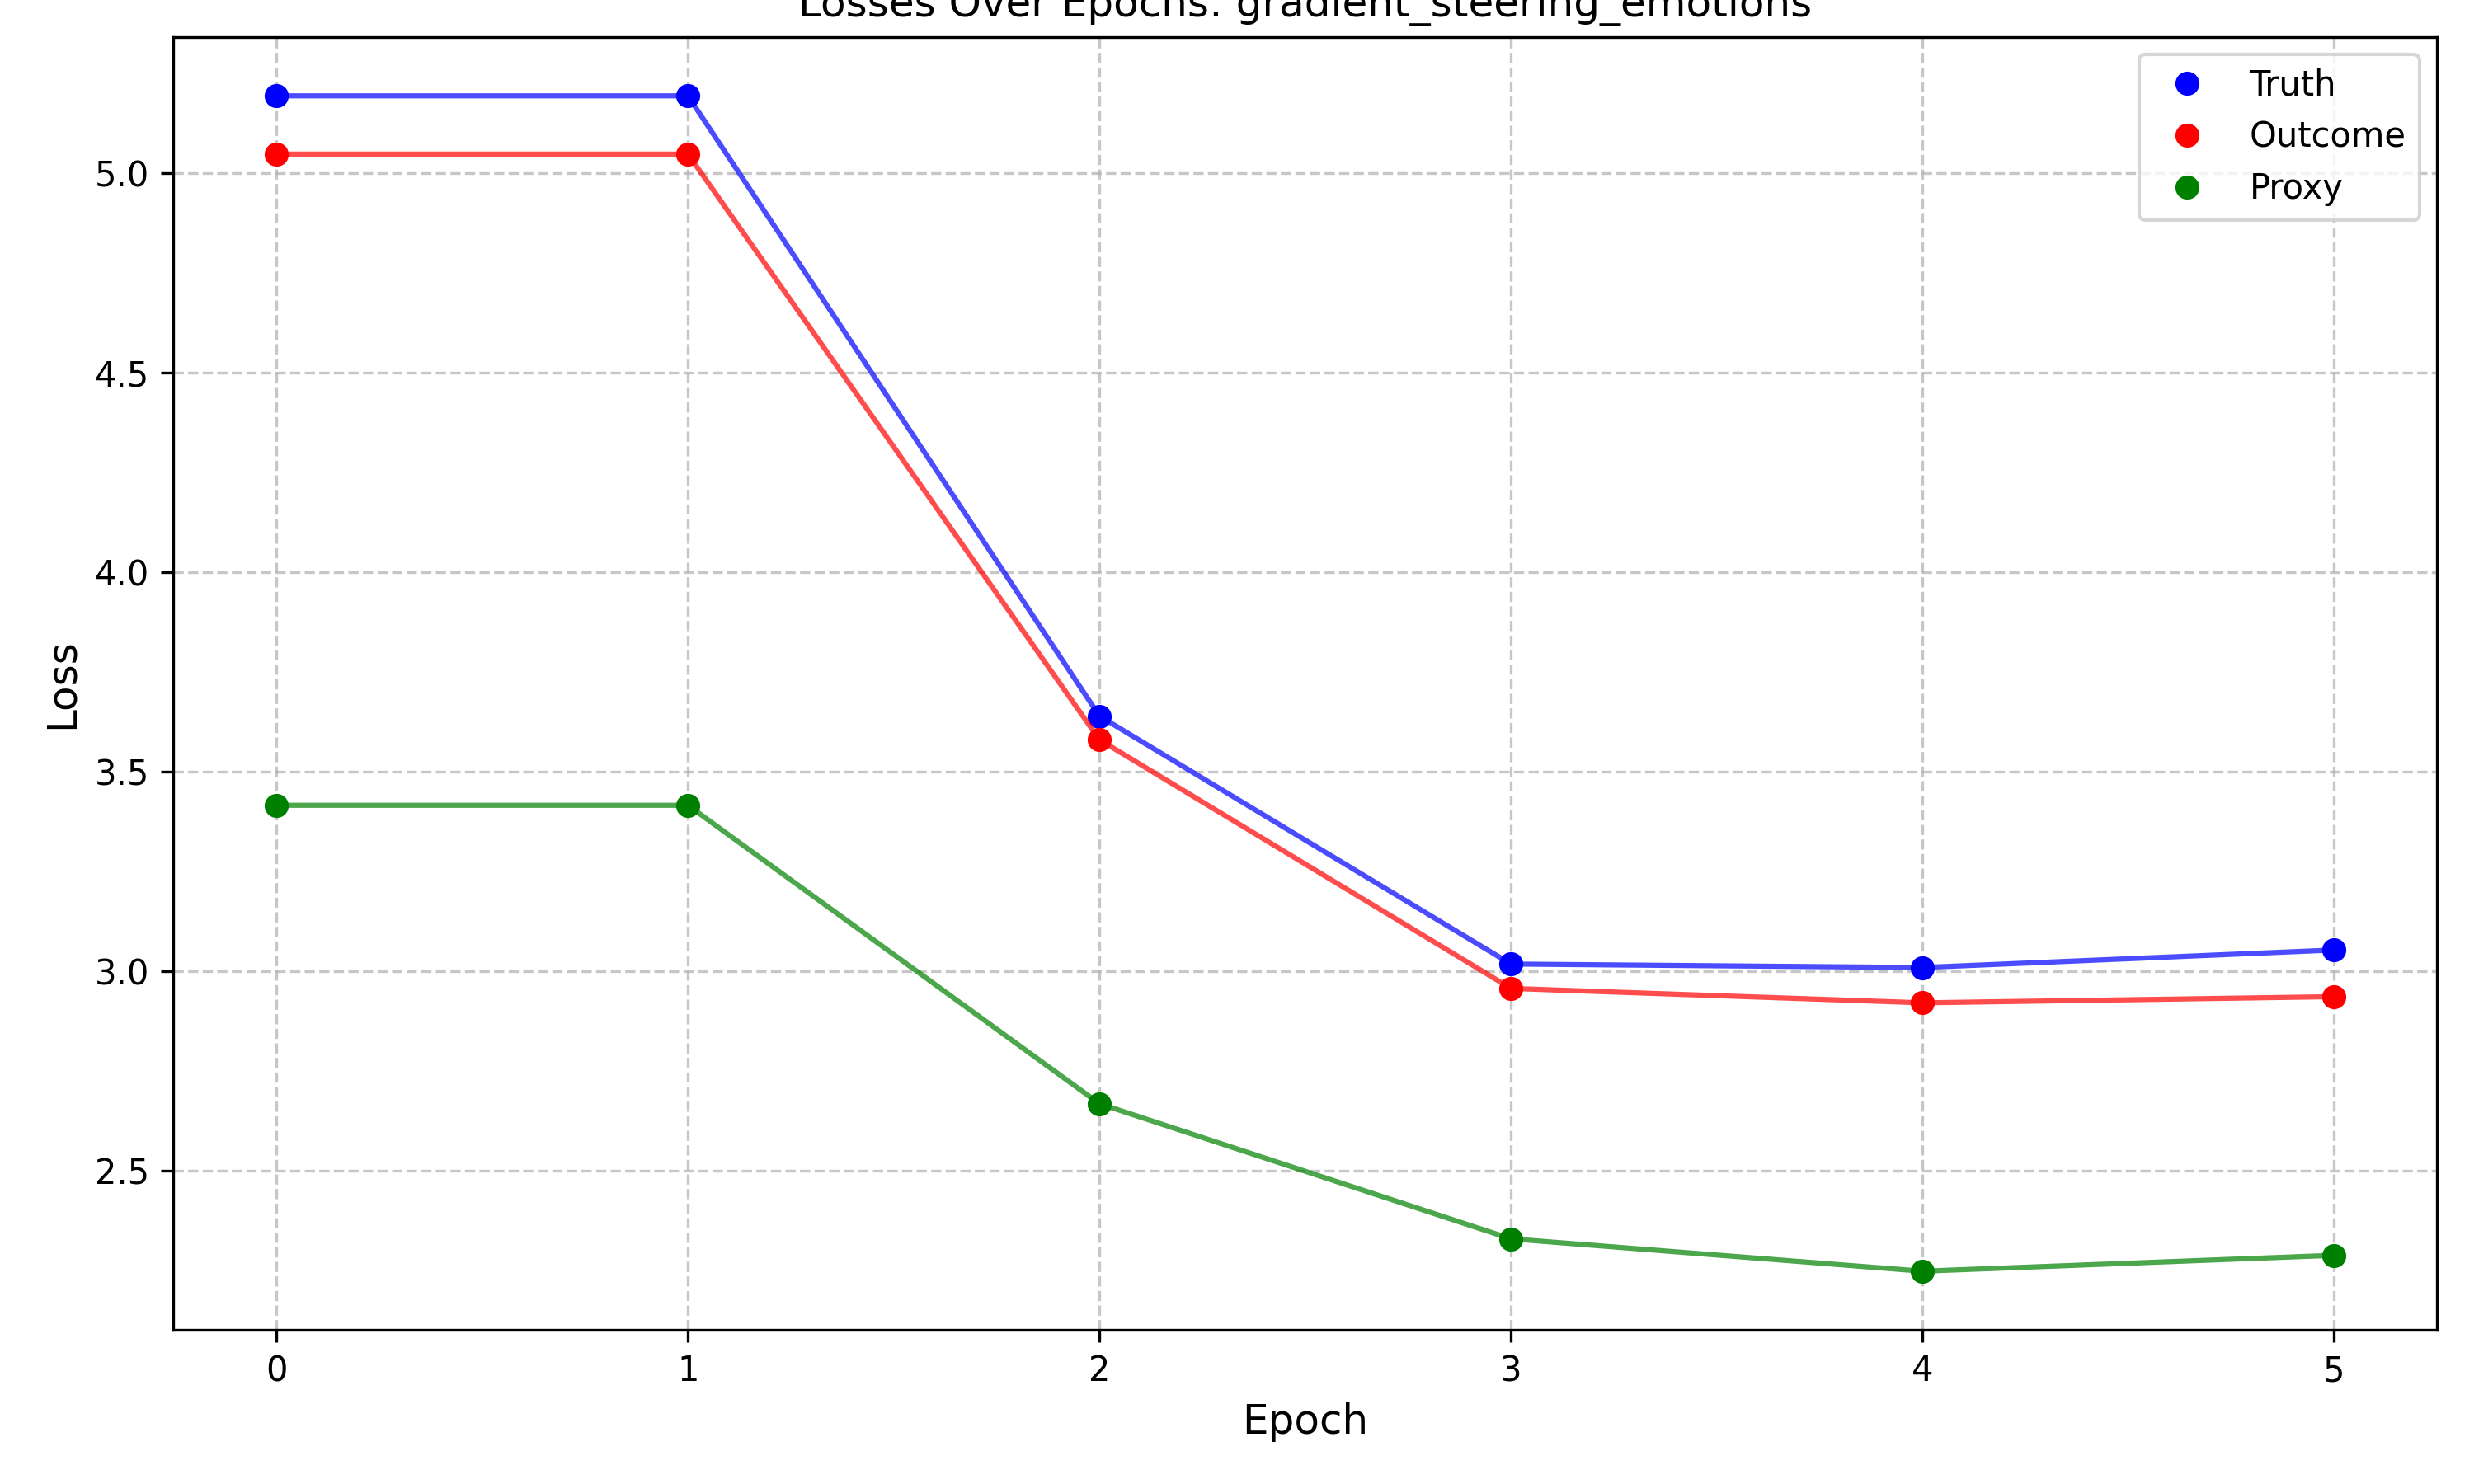 Losses Over Epochs: gradient_steering_emotions
Truth
Outcome
Proxy
5.0
4.5
4.0
3.5
3.0
2.5
Loss
0 1 2 3 4 5
Epoch